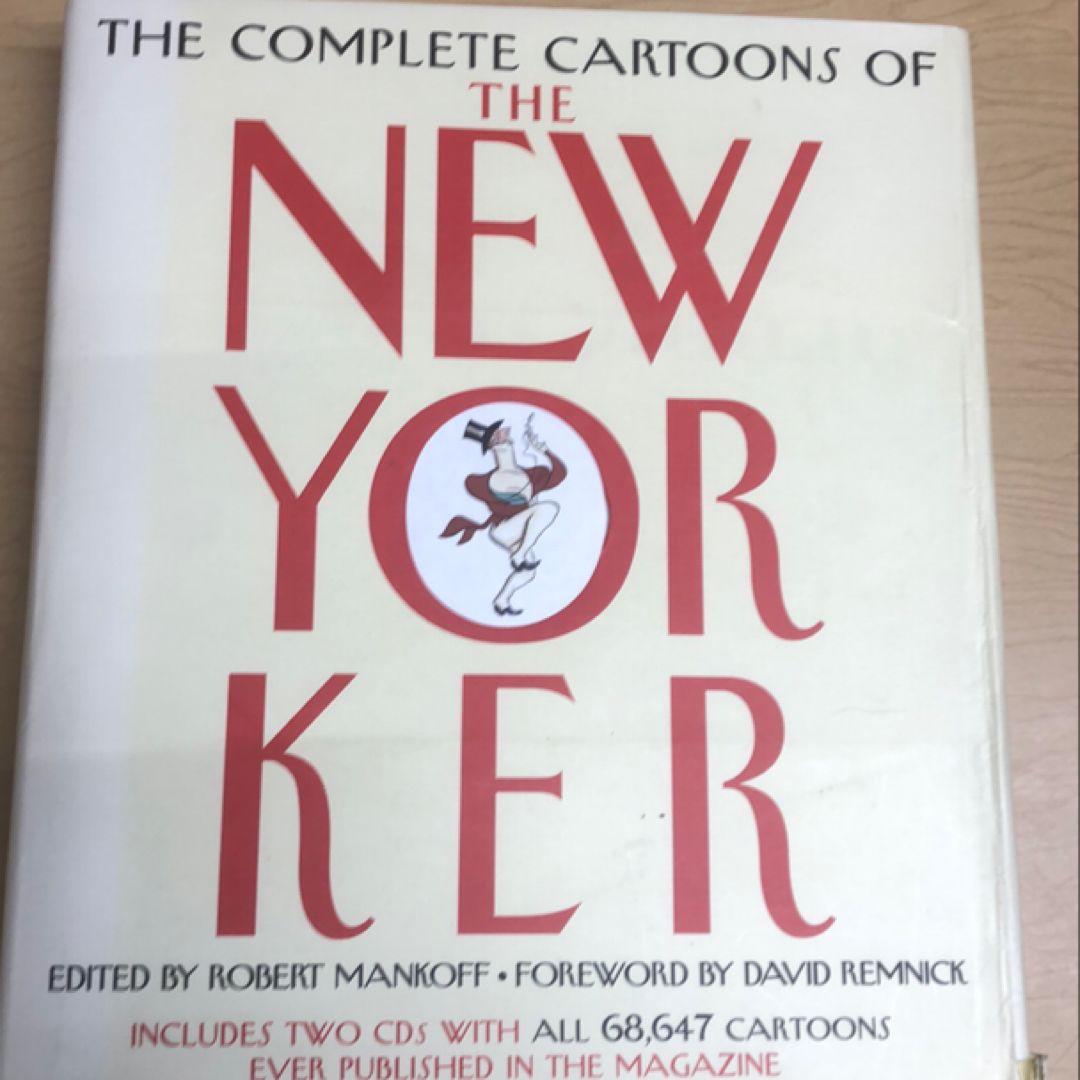 THE COMPLETE CARTOONS OF
THE
NEW
YOR
KER
EDITED BY ROBERT MANKOFF • FOREWORD BY DAVID REMNICK
INCLUDES TWO CDs WITH ALL 68,647 CARTOONS
EVER PUBLISHED IN THE MAGAZINE